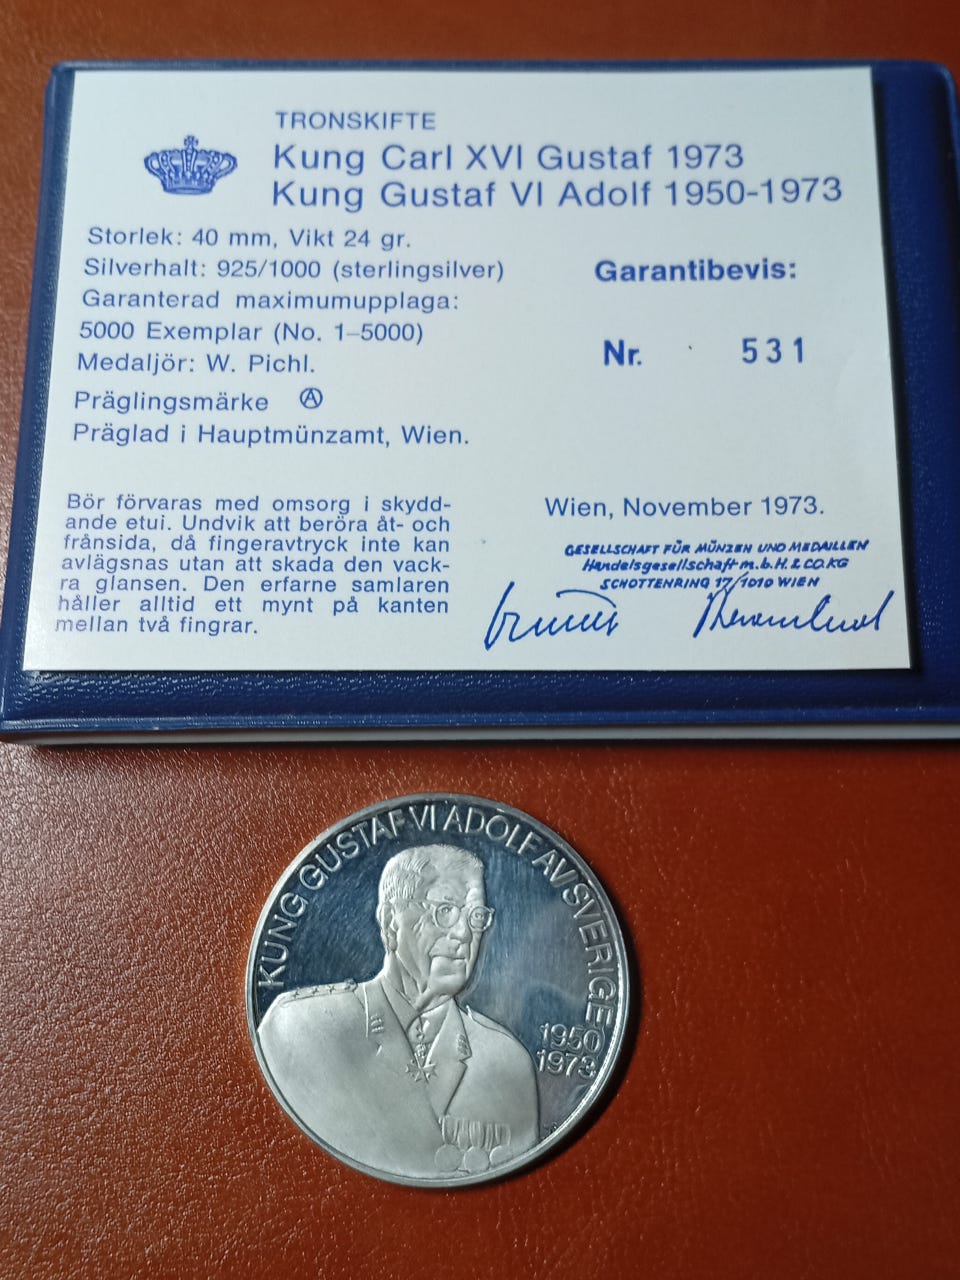 TRONSKIFTE
Kung Carl XVI Gustaf 1973
Kung Gustaf VI Adolf 1950-1973
Storlek: 40 mm, Vikt 24 gr.
Silverhalt: 925/1000 (sterlingsilver)
Garanterad maximumupplaga:
5000 Exemplar (No. 1–5000)
Medaljör: W. Pichl.
Präglingsmärke Ⓐ
Präglad i Hauptmünzamt, Wien.
Garantibevis:
Nr. 531
Bör förvaras med omsorg i skydd-
ande etui. Undvik att beröra åt- och
frånsida, då fingeravtryck inte kan
avlägsnas utan att skada den vack-
ra glansen. Den erfarne samlaren
håller alltid ett mynt på kanten
mellan två fingrar.
Wien, November 1973.
GESELLSCHAFT FÜR MÜNZEN UND MEDAILLEN
Handelsgesellschaft m.b.H. & CO. KG
SCHOTTENRING 17/1010 WIEN
KUNG GUSTAF VI ADOLF AV SVERIGE
1950
1973